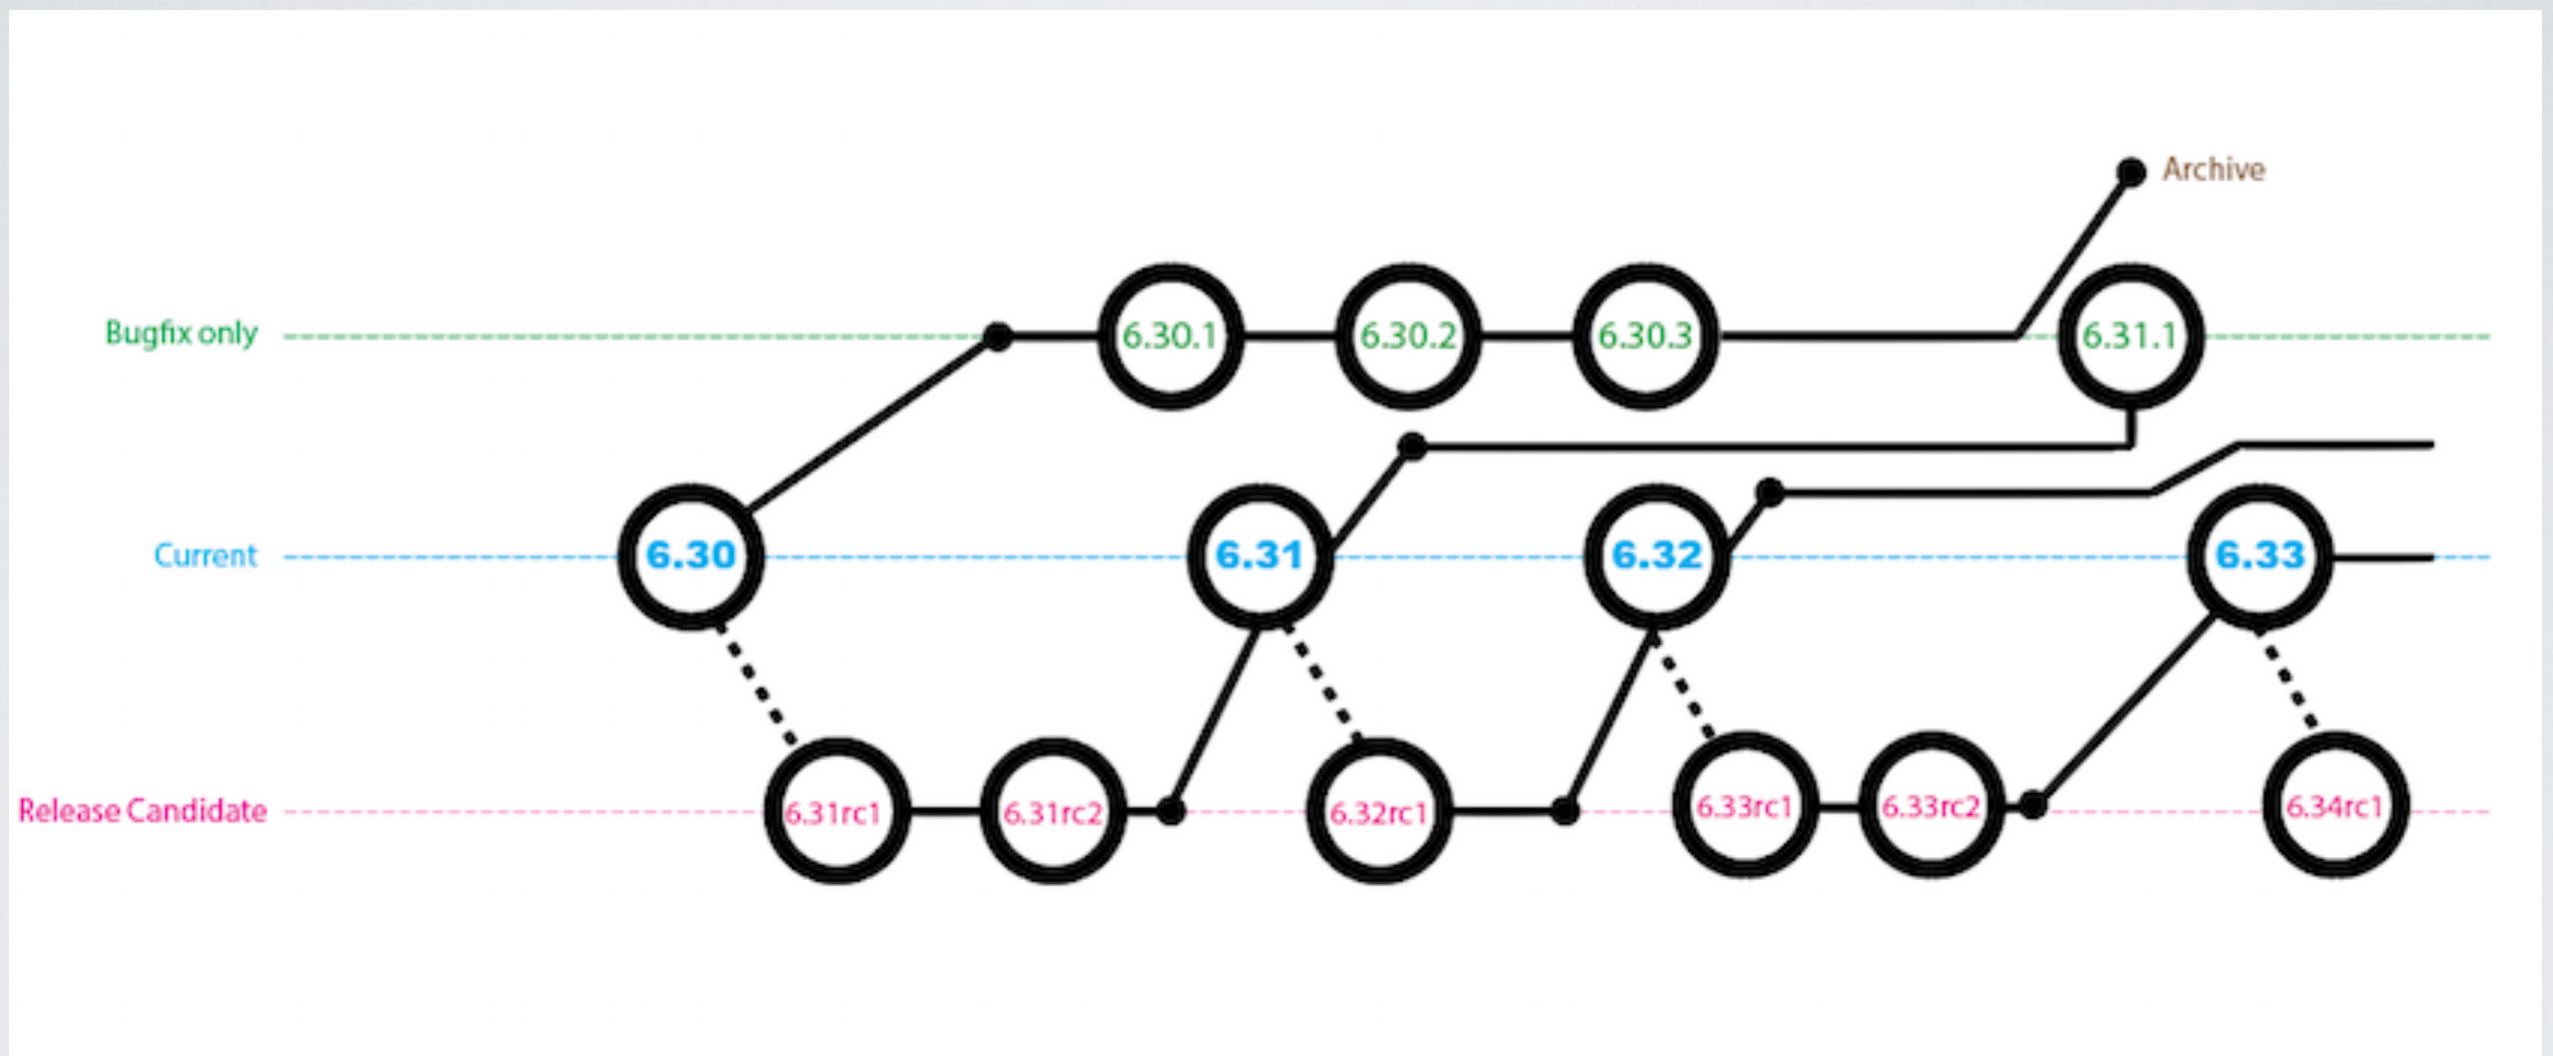 Archive
Bugfix only
6.30.1
6.30.2
6.30.3
6.31.1
Current
6.30
6.31
6.32
6.33
Release Candidate
6.31rc1
6.31rc2
6.32rc1
6.33rc1
6.33rc2
6.34rc1